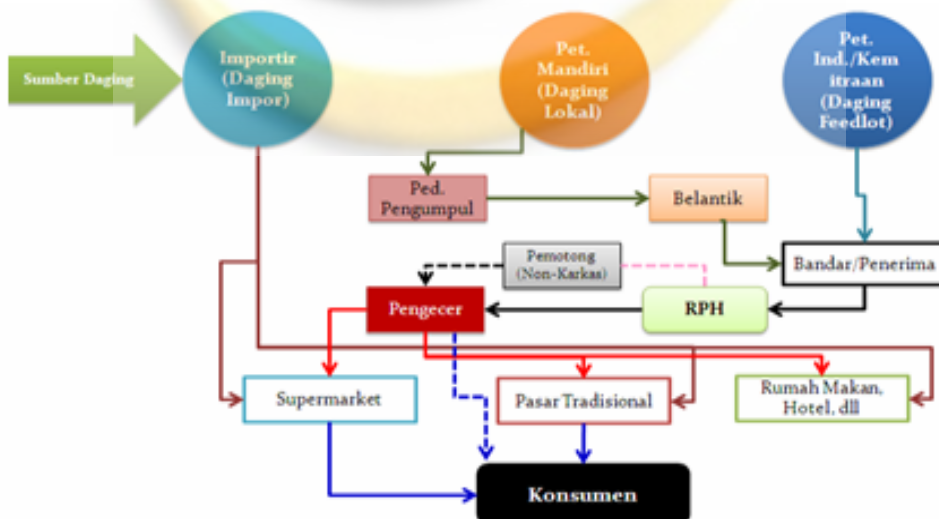 Sumber Daging
Importir
(Daging
Impor)
Pet.
Mandiri
(Daging
Lokal)
Pet.
Ind./Kem
itraan
(Daging
Feedlot)
Ped.
Pengumpul
Belantik
Pemotong
(Non-Karkas)
Bandar/Penerima
Pengecer
RPH
Supermarket
Pasar Tradisional
Rumah Makan,
Hotel, dll
Konsumen